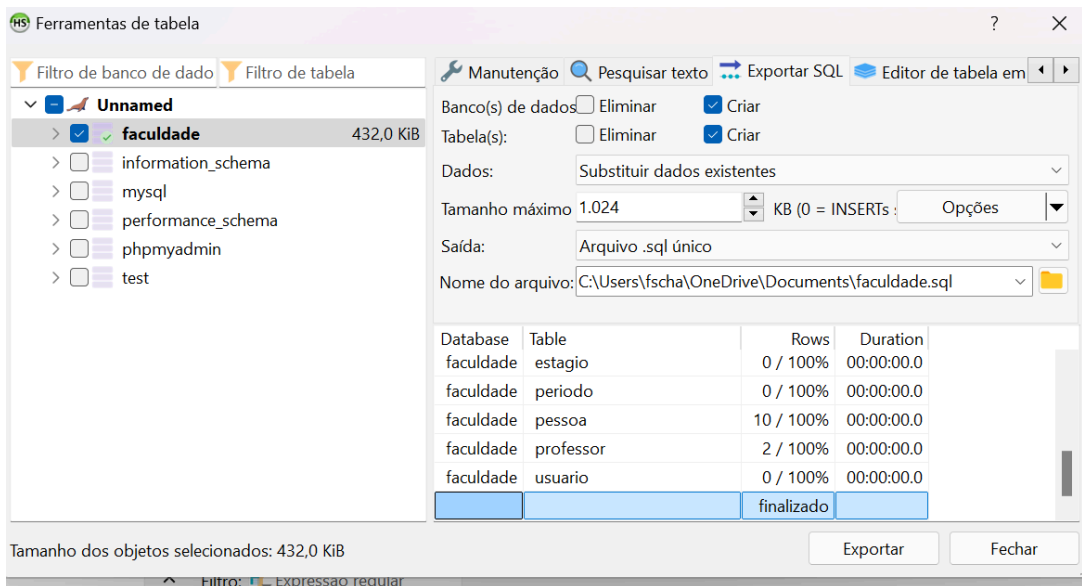 HS Ferramentas de tabela ? ×
Filtro de banco de dado Filtro de tabela
Unnamed
faculdade 432,0 KiB
information_schema
mysql
performance_schema
phpmyadmin
test
Manutenção Pesquisar texto Exportar SQL Editor de tabela em
Banco(s) de dados Eliminar Criar
Tabela(s): Eliminar Criar
Dados: Substituir dados existentes
Tamanho máximo 1.024 KB (0 = INSERTs Opções
Saída: Arquivo .sql único
Nome do arquivo: C:\Users\fscha\OneDrive\Documents\faculdade.sql
Database Table Rows Duration
faculdade estagio 0 / 100% 00:00:00.0
faculdade periodo 0 / 100% 00:00:00.0
faculdade pessoa 10 / 100% 00:00:00.0
faculdade professor 2 / 100% 00:00:00.0
faculdade usuario 0 / 100% 00:00:00.0
finalizado
Tamanho dos objetos selecionados: 432,0 KiB Exportar Fechar
Filtro: Expressão regular